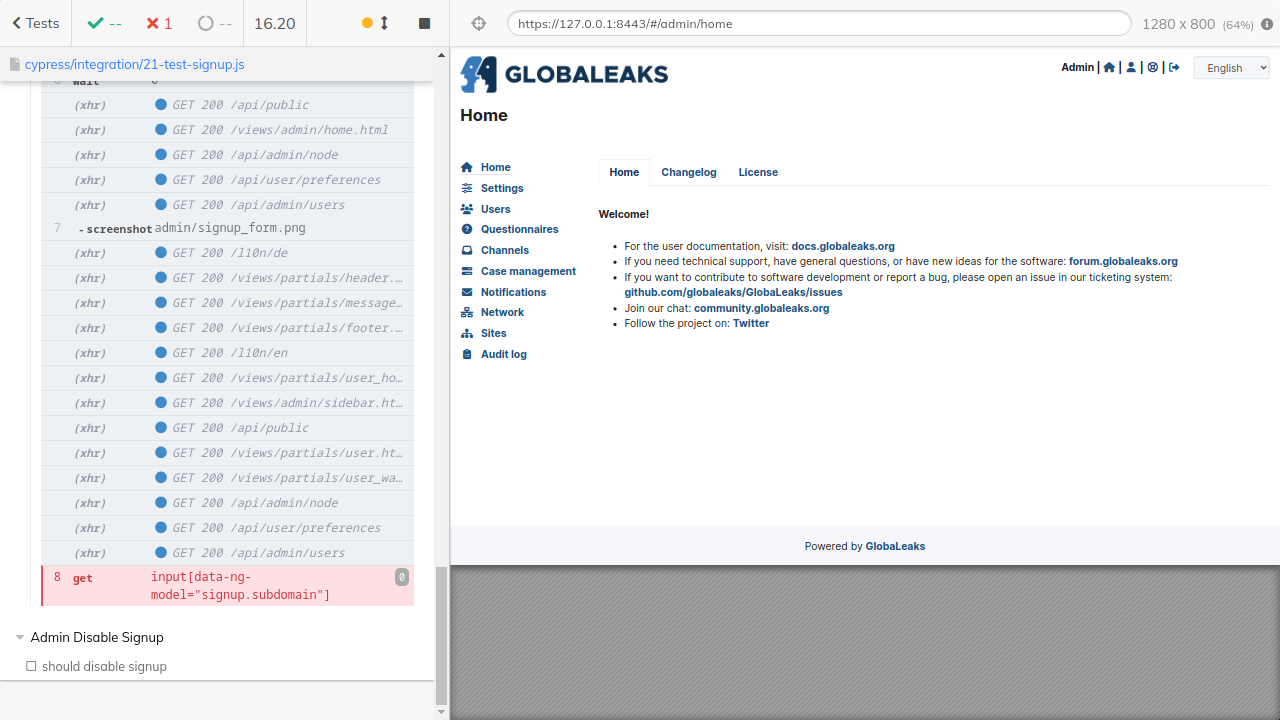 Tests
--
1
--
16.20
https://127.0.0.1:8443/#/admin/home
1280 x 800 (64%)
cypress/integration/21-test-signup.js
wait
(xhr) GET 200 /api/public
(xhr) GET 200 /views/admin/home.html
(xhr) GET 200 /api/admin/node
(xhr) GET 200 /api/user/preferences
(xhr) GET 200 /api/admin/users
7 -screenshot admin/signup_form.png
(xhr) GET 200 /l10n/de
(xhr) GET 200 /views/partials/header.…
(xhr) GET 200 /views/partials/message…
(xhr) GET 200 /views/partials/footer.…
(xhr) GET 200 /l10n/en
(xhr) GET 200 /views/partials/user_ho…
(xhr) GET 200 /views/admin/sidebar.ht…
(xhr) GET 200 /api/public
(xhr) GET 200 /views/partials/user.ht…
(xhr) GET 200 /views/partials/user_wa…
(xhr) GET 200 /api/admin/node
(xhr) GET 200 /api/user/preferences
(xhr) GET 200 /api/admin/users
8 get input[data-ng- 0
model="signup.subdomain"]
Admin Disable Signup
should disable signup
GLOBALEAKS
Admin | | | |
English
Home
Home
Settings
Users
Questionnaires
Channels
Case management
Notifications
Network
Sites
Audit log
Home Changelog License
Welcome!
• For the user documentation, visit: docs.globaleaks.org
• If you need technical support, have general questions, or have new ideas for the software: forum.globaleaks.org
• If you want to contribute to software development or report a bug, please open an issue in our ticketing system:
github.com/globaleaks/GlobaLeaks/issues
• Join our chat: community.globaleaks.org
• Follow the project on: Twitter
Powered by GlobaLeaks